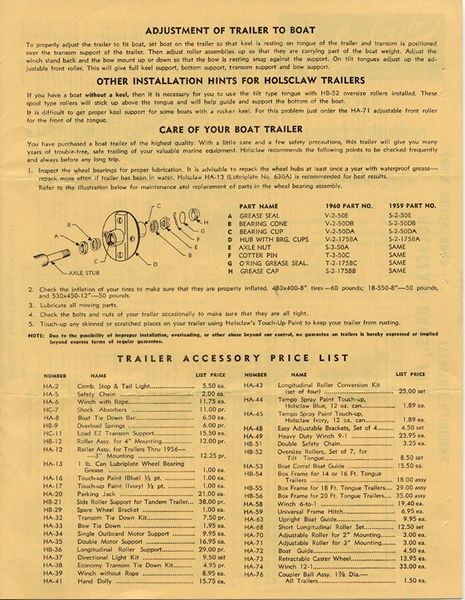 ADJUSTMENT OF TRAILER TO BOAT
To properly adjust the trailer to fit boat, set boat on the trailer so that keel is resting on tongue of the trailer and transom is positioned
over the transom support of the trailer. Then adjust roller assemblies up so that they are carrying part of the boat weight. Adjust the
winch stand back and the bow mount up or down so that the bow is resting snug against the support. On tilt tongues adjust up the ad-
justable front roller. This will give full keel support, bottom support, transom support and bow support.
OTHER INSTALLATION HINTS FOR HOLSCLAW TRAILERS
If you have a boat without a keel, then it is necessary for you to use the tilt type tongue with HB-52 oversize rollers installed. These
spool type rollers will stick up above the tongue and will help guide and support the bottom of the boat.
It is difficult to get proper keel support for some boats with a rocker keel. For this problem just order the HA-71 adjustable front roller
for the front of the tongue.
CARE OF YOUR BOAT TRAILER
You have purchased a boat trailer of the highest quality. With a little care and a few safety precautions, this trailer will give you many
years of trouble-free, safe trailing of your valuable marine equipment. Holsclaw recommends the following points to be checked frequently
and always before any long trip.
1. Inspect the wheel bearings for proper lubrication. It is advisable to repack the wheel hubs at least once a year with waterproof grease—
repack more often if trailer has been in water. Holsclaw HA-13 (Lubriplate No. 630A) is recommended for best results.
Refer to the illustration below for maintenance and replacement of parts in the wheel bearing assembly.
PART NAME 1960 PART NO. 1959 PART NO.
A GREASE SEAL V-2-50E S-2-50E
B BEARING CONE V-2-50DB S-2-50DB
C BEARING CUP V-2-50DA S-2-50DA
D HUB WITH BRG. CUPS V-2-175BA S-2-175BA
E AXLE NUT S-3-50A SAME
F COTTER PIN T-3-50C SAME
G O'RING GREASE SEAL. T-2-175BC SAME
H GREASE CAP S-2-175BB SAME
AXLE STUB
2. Check the inflation of your tires to make sure that they are properly inflated. 480x400-8" tires—60 pounds; 18-550-8"—50 pounds,
and 530x450-12"—50 pounds.
3. Lubricate all moving parts.
4. Check the bolts and nuts of your trailer occasionally to make sure that they are all tight.
5. Touch-up any skinned or scratched places on your trailer using Holsclaw's Touch-Up Paint to keep your trailer from rusting.
NOTE: Due to the possibility of improper installation, overloading, or other abuse beyond our control, no guarantee on trailers is hereby expressed or implied
beyond express terms of regular guarantee.
TRAILER ACCESSORY PRICE LIST
NUMBER NAME LIST PRICE
HA-2 Comb. Stop & Tail Light 5.50 ea.
HA-5 Safety Chain 2.00 ea.
HA-6 Winch with Rope 11.75 ea.
HC-7 Shock Absorbers 11.00 pr.
HA-8 Boat Tie Down Bar 6.50 ea.
HB-9 Overload Springs 6.00 pr.
HC-11 Load EZ Transom Support 15.50 ea.
HB-12 Roller Assy. for 4" Mounting 12.00 pr.
HA-12 Roller Assy. for Trailers Thru 1956—
3" Mounting 12.25 pr.
HA-13 1 lb. Can Lubriplate Wheel Bearing
Grease 1.00 ea.
HA-16 Touch-up Paint (Blue) ½ pt. 1.00 ea.
HA-17 Touch-up Paint (Ivory) ½ pt. 1.00 ea.
HA-20 Parking Jack 21.00 ea.
HB-21 Side Roller Support for Tandem Trailer 38.00 pr.
HB-29 Spare Wheel Bracket 1.00 ea.
HA-32 Transom Tie Down Kit 7.50 pr.
HA-33 Bow Tie Down 1.95 ea.
HA-34 Single Outboard Motor Support 9.95 ea.
HA-35 Double Motor Support 16.95 ea.
HB-36 Longitudinal Roller Support 29.00 pr.
HA-37 Directional Light Kit 9.50 set
HA-38 Economy Transom Tie Down Kit 4.95 pr.
HA-39 Winch without Rope 8.95 ea.
HA-41 Hand Dolly 15.75 ea.
NUMBER NAME LIST PRICE
HA-43 Longitudinal Roller Conversion Kit
(set of four) 25.00 set
HA-44 Tempo Spray Paint Touch-up,
Holsclaw Blue, 12 oz. can 1.89 ea.
HA-45 Tempo Spray Paint Touch-up,
Holsclaw Ivory, 12 oz. can 1.89 ea.
HA-48 Easy Adjustable Brackets, Set of 4 4.50 set
HA-49 Heavy Duty Winch 9-1 23.95 ea.
HB-51 Double Safety Chain 3.25 ea.
HB-52 Oversize Rollers, Set of 7, for
Tilt Tongue 8.50 set
HA-53 Boat Corral Boat Guide 15.50 ea.
HB-54 Box Frame for 14 or 16 Ft. Tongue
Trailers 18.00 assy
HB-55 Box Frame for 18 Ft. Tongue Trailers 29.00 assy
HB-56 Box Frame for 20 Ft. Tongue Trailers 35.00 assy
HB-58 Winch 6-to-1 19.40 ea.
HA-59 Universal Frame Hitch 6.95 ea.
HA-63 Upright Boat Guide 9.95 ea.
HA-68 Short Longitudinal Roller Set 12.50 set
HA-70 Adjustable Roller for 2" Mount 3.00 ea.
HA-71 Adjustable Roller for 3" Mount 3.00 ea.
HA-72 Boat Guide 4.50 ea.
HA-73 Retractable Caster Wheel 13.95 ea.
HA-74 Winch 12-1 33.00 ea.
HA-76 Coupler Ball Assy. 1⅞ Dia.—
All Trailers 1.50 ea.